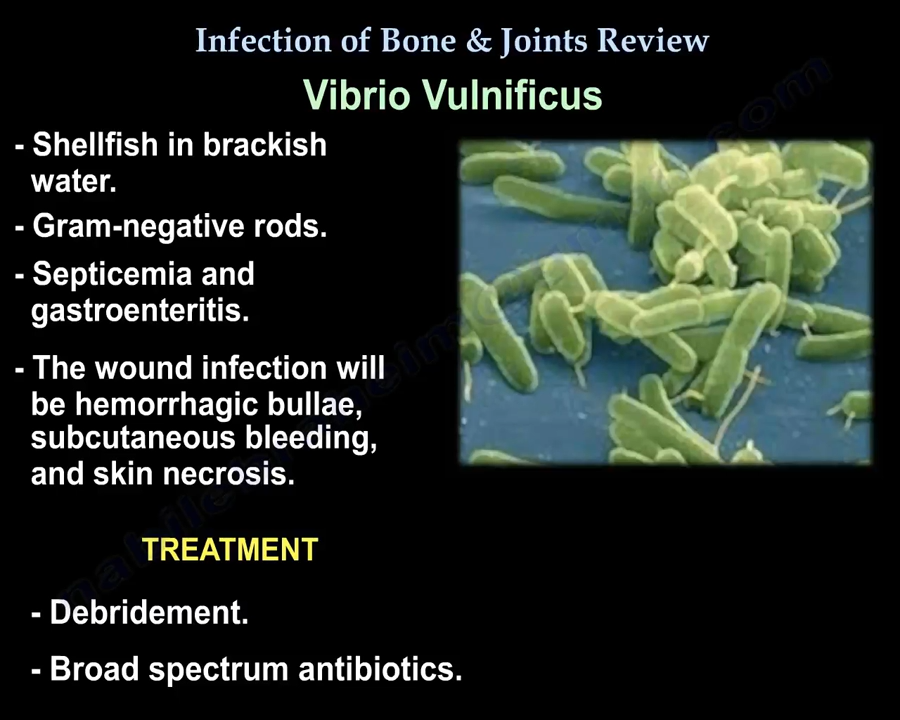 Infection of Bone & Joints Review
Vibrio Vulnificus
- Shellfish in brackish
water.
- Gram-negative rods.
- Septicemia and
gastroenteritis.
- The wound infection will
be hemorrhagic bullae,
subcutaneous bleeding,
and skin necrosis.
TREATMENT
- Debridement.
- Broad spectrum antibiotics.